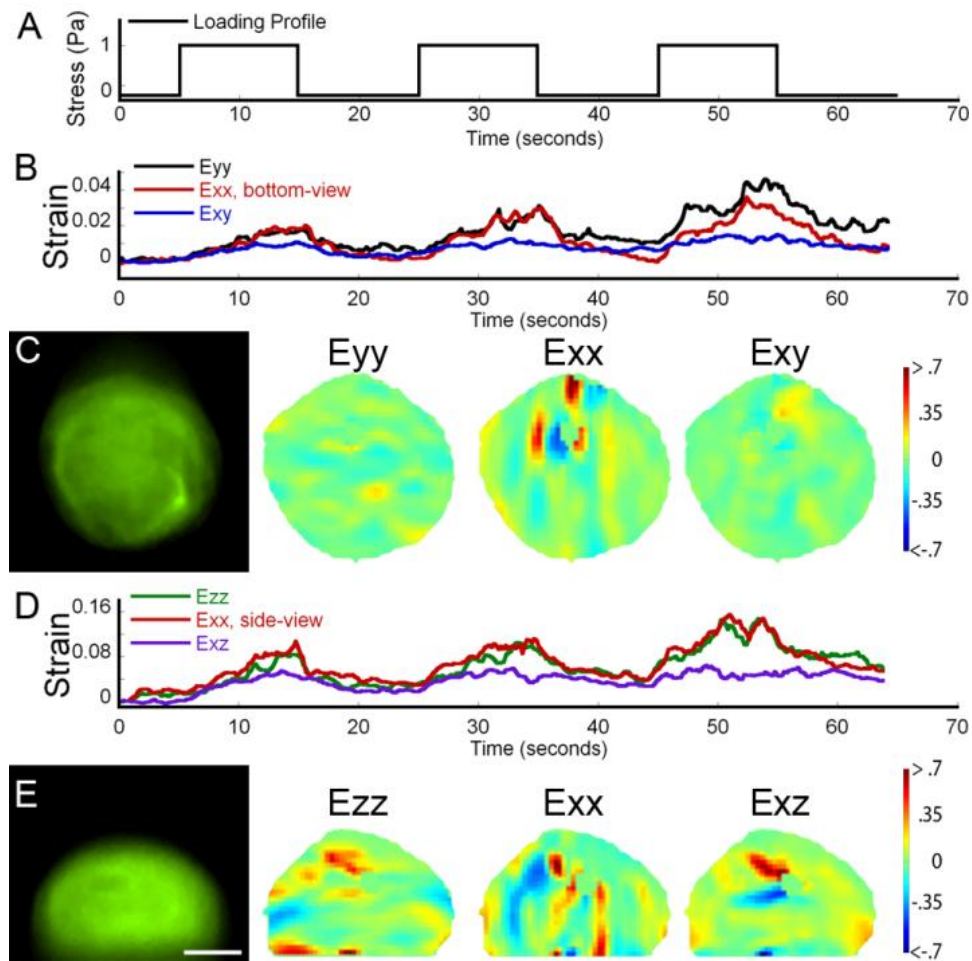 A
Stress (Pa)
1
0
Loading Profile
0 10 20 30 40 50 60 70
Time (seconds)
B
Strain
0.04
0.02
0
Eyy
Exx, bottom-view
Exy
0 10 20 30 40 50 60 70
Time (seconds)
C
Eyy Exx Exy
> .7
.35
0
-.35
<-.7
D
Strain
0.16
0.08
0
Ezz
Exx, side-view
Exz
0 10 20 30 40 50 60 70
Time (seconds)
E
Ezz Exx Exz
> .7
.35
0
-.35
<-.7